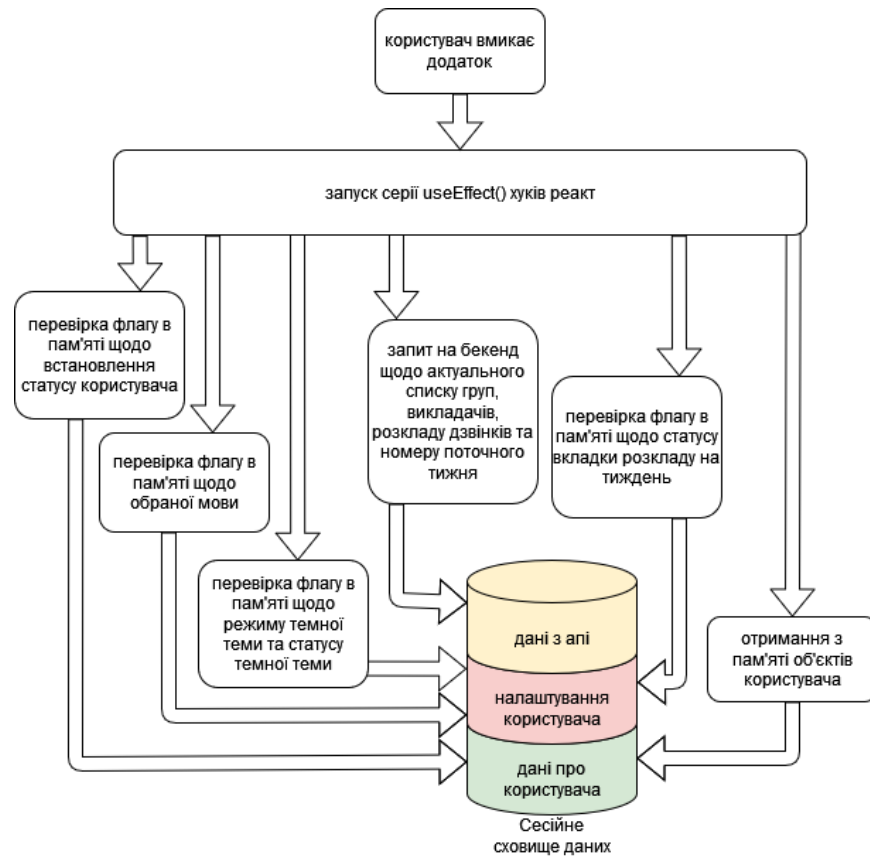 користувач вмикає
додаток
запуск серії useEffect() хуків реакт
перевірка флагу в
пам'яті щодо
встановлення
статусу користувача
перевірка флагу в
пам'яті щодо
обраної мови
перевірка флагу в
пам'яті щодо
режиму темної
теми та статусу
темної теми
запит на бекенд
щодо актуального
списку груп,
викладачів,
розкладу дзвінків та
номеру поточного
тижня
перевірка флагу в
пам'яті щодо статусу
вкладки розкладу на
тиждень
отримання з
пам'яті об'єктів
користувача
дані з апі
налаштування
користувача
дані про
користувача
Сесійне
сховище даних